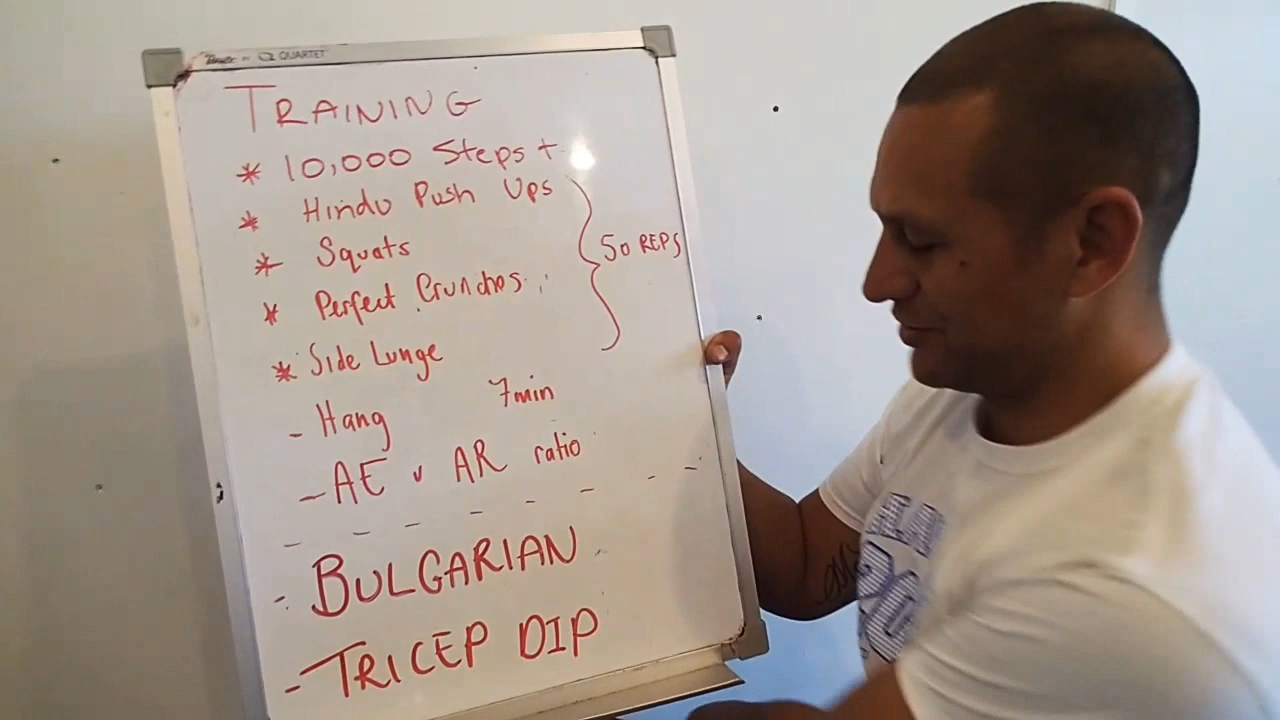 QUARTET
TRAINING
* 10,000 Steps +
* Hindu Push Ups
* Squats
50 REPS
* Perfect Crunches
* Side Lunge
- Hang 7min
- AE v AR ratio
- BULGARIAN
- TRICEP DIP